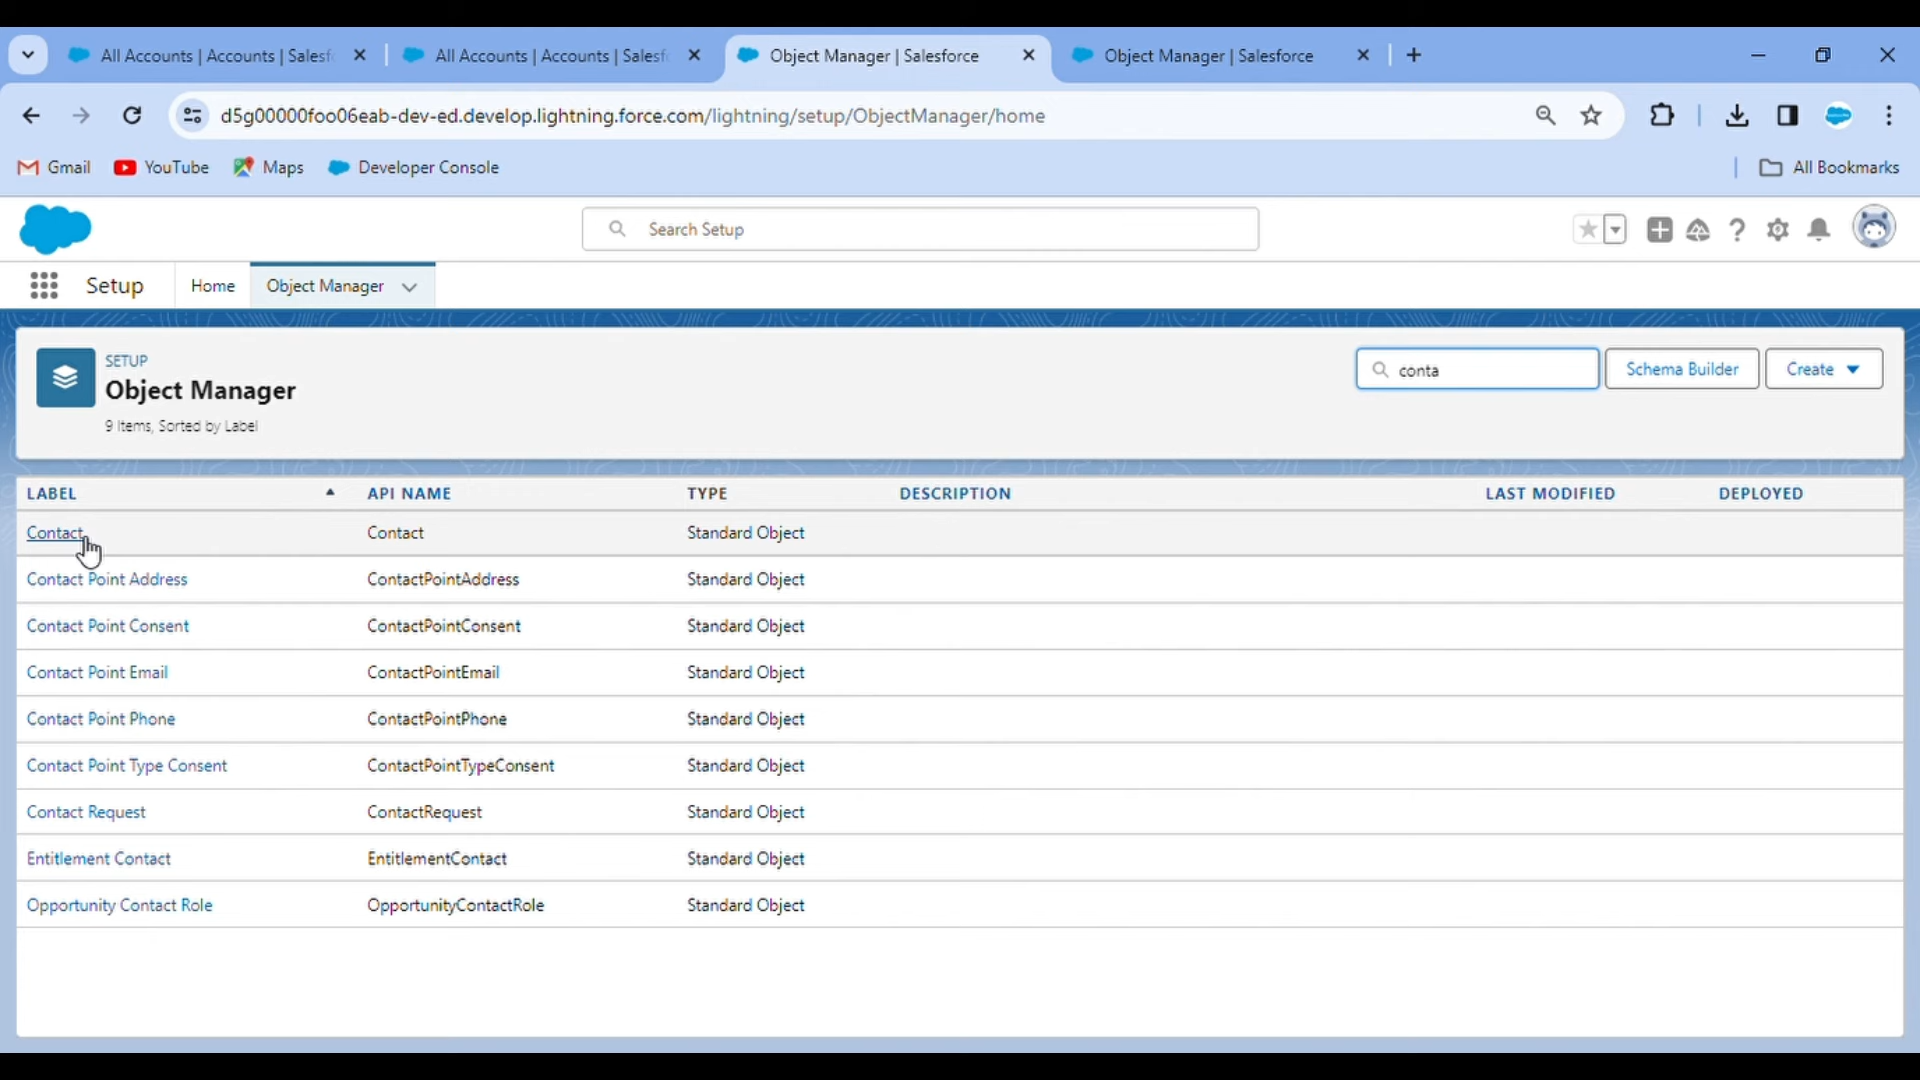 All Accounts | Accounts | Salesf
All Accounts | Accounts | Salesf
Object Manager | Salesforce
Object Manager | Salesforce
d5g00000foo06eab-dev-ed.develop.lightning.force.com/lightning/setup/ObjectManager/home
Gmail YouTube Maps Developer Console All Bookmarks
Search Setup
Setup Home Object Manager
SETUP
Object Manager
9 Items, Sorted by Label
conta Schema Builder Create
LABEL API NAME TYPE DESCRIPTION LAST MODIFIED DEPLOYED
Contact Contact Standard Object
Contact Point Address ContactPointAddress Standard Object
Contact Point Consent ContactPointConsent Standard Object
Contact Point Email ContactPointEmail Standard Object
Contact Point Phone ContactPointPhone Standard Object
Contact Point Type Consent ContactPointTypeConsent Standard Object
Contact Request ContactRequest Standard Object
Entitlement Contact EntitlementContact Standard Object
Opportunity Contact Role OpportunityContactRole Standard Object